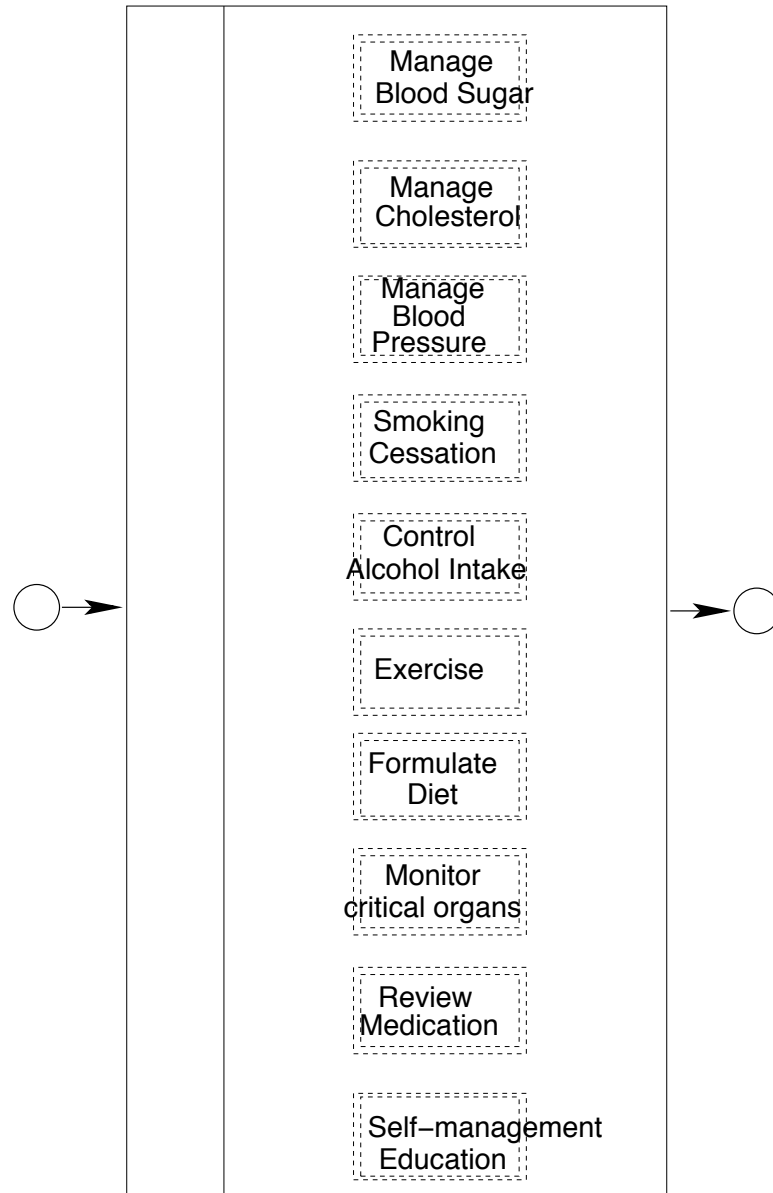 Manage
Blood Sugar
Manage
Cholesterol
Manage
Blood
Pressure
Smoking
Cessation
Control
Alcohol Intake
Exercise
Formulate
Diet
Monitor
critical organs
Review
Medication
Self−management
Education